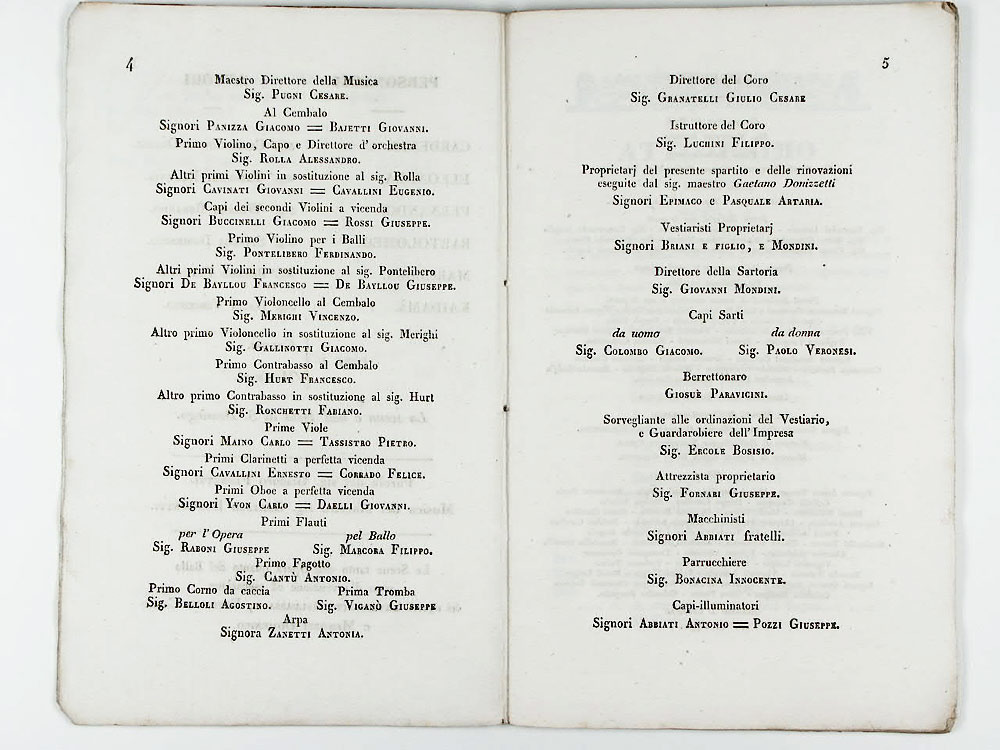 4
Maestro Direttore della Musica
Sig. Pugni Cesare.
Al Cembalo
Signori Panizza Giacomo = Bajetti Giovanni.
Primo Violino, Capo e Direttore d'orchestra
Sig. Rolla Alessandro.
Altri primi Violini in sostituzione al sig. Rolla
Signori Cavinati Giovanni = Cavallini Eugenio.
Capi dei secondi Violini a vicenda
Signori Buccinelli Giacomo = Rossi Giuseppe.
Primo Violino per i Balli
Sig. Pontelibero Ferdinando.
Altri primi Violini in sostituzione al sig. Pontelibero
Signori De Bayllou Francesco = De Bayllou Giuseppe.
Primo Violoncello al Cembalo
Sig. Merighi Vincenzo.
Altro primo Violoncello in sostituzione al sig. Merighi
Sig. Gallinotti Giacomo.
Primo Contrabasso al Cembalo
Sig. Hurt Francesco.
Altro primo Contrabasso in sostituzione al sig. Hurt
Sig. Ronchetti Fabiano.
Prime Viole
Signori Maino Carlo = Tassistro Pietro.
Primi Clarinetti a perfetta vicenda
Signori Cavallini Ernesto = Corrado Felice.
Primi Oboe a perfetta vicenda
Signori Yvon Carlo = Daelli Giovanni.
Primi Flauti
per l'Opera pel Ballo
Sig. Raboni Giuseppe Sig. Marcora Filippo.
Primo Fagotto
Sig. Cantù Antonio.
Primo Corno da caccia Prima Tromba
Sig. Belloli Agostino. Sig. Viganò Giuseppe
Arpa
Signora Zanetti Antonia.
5
Direttore del Coro
Sig. Granatelli Giulio Cesare
Istruttore del Coro
Sig. Luchini Filippo.
Proprietarj del presente spartito e delle rinovazioni
eseguite dal sig. maestro Gaetano Donizzetti
Signori Epimaco e Pasquale Artaria.
Vestiaristi Proprietarj
Signori Briani e figlio, e Mondini.
Direttore della Sartoria
Sig. Giovanni Mondini.
Capi Sarti
da uomo da donna
Sig. Colombo Giacomo. Sig. Paolo Veronesi.
Berrettonaro
Giosuè Paravicini.
Sorvegliante alle ordinazioni del Vestiario,
e Guardarobiere dell'Impresa
Sig. Ercole Bosisio.
Attrezzista proprietario
Sig. Fornari Giuseppe.
Macchinisti
Signori Abbiati fratelli.
Parrucchiere
Sig. Bonacina Innocente.
Capi-illuminatori
Signori Abbiati Antonio = Pozzi Giuseppe.